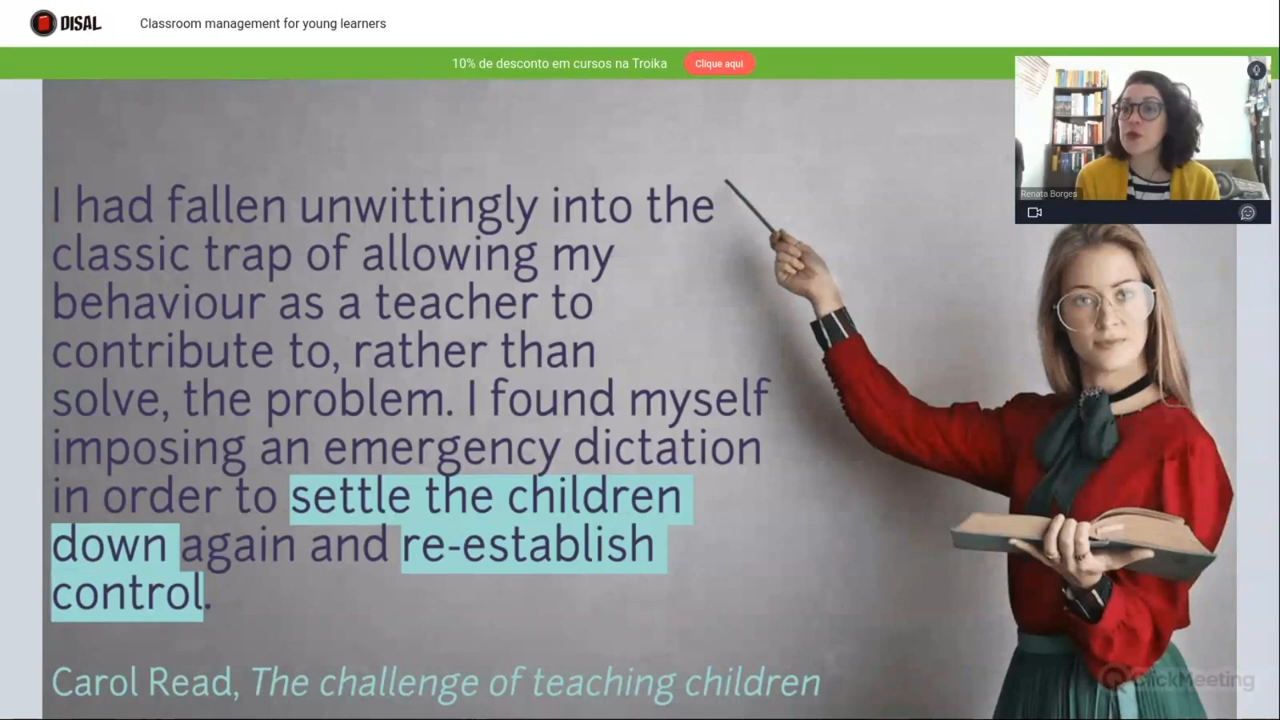 DISAL
Classroom management for young learners
10% de desconto em cursos na Troika
Clique aqui
Renata Borges
I had fallen unwittingly into the
classic trap of allowing my
behaviour as a teacher to
contribute to, rather than
solve, the problem. I found myself
imposing an emergency dictation
in order to settle the children
down again and re-establish
control.
Carol Read, The challenge of teaching children
ClickMeeting